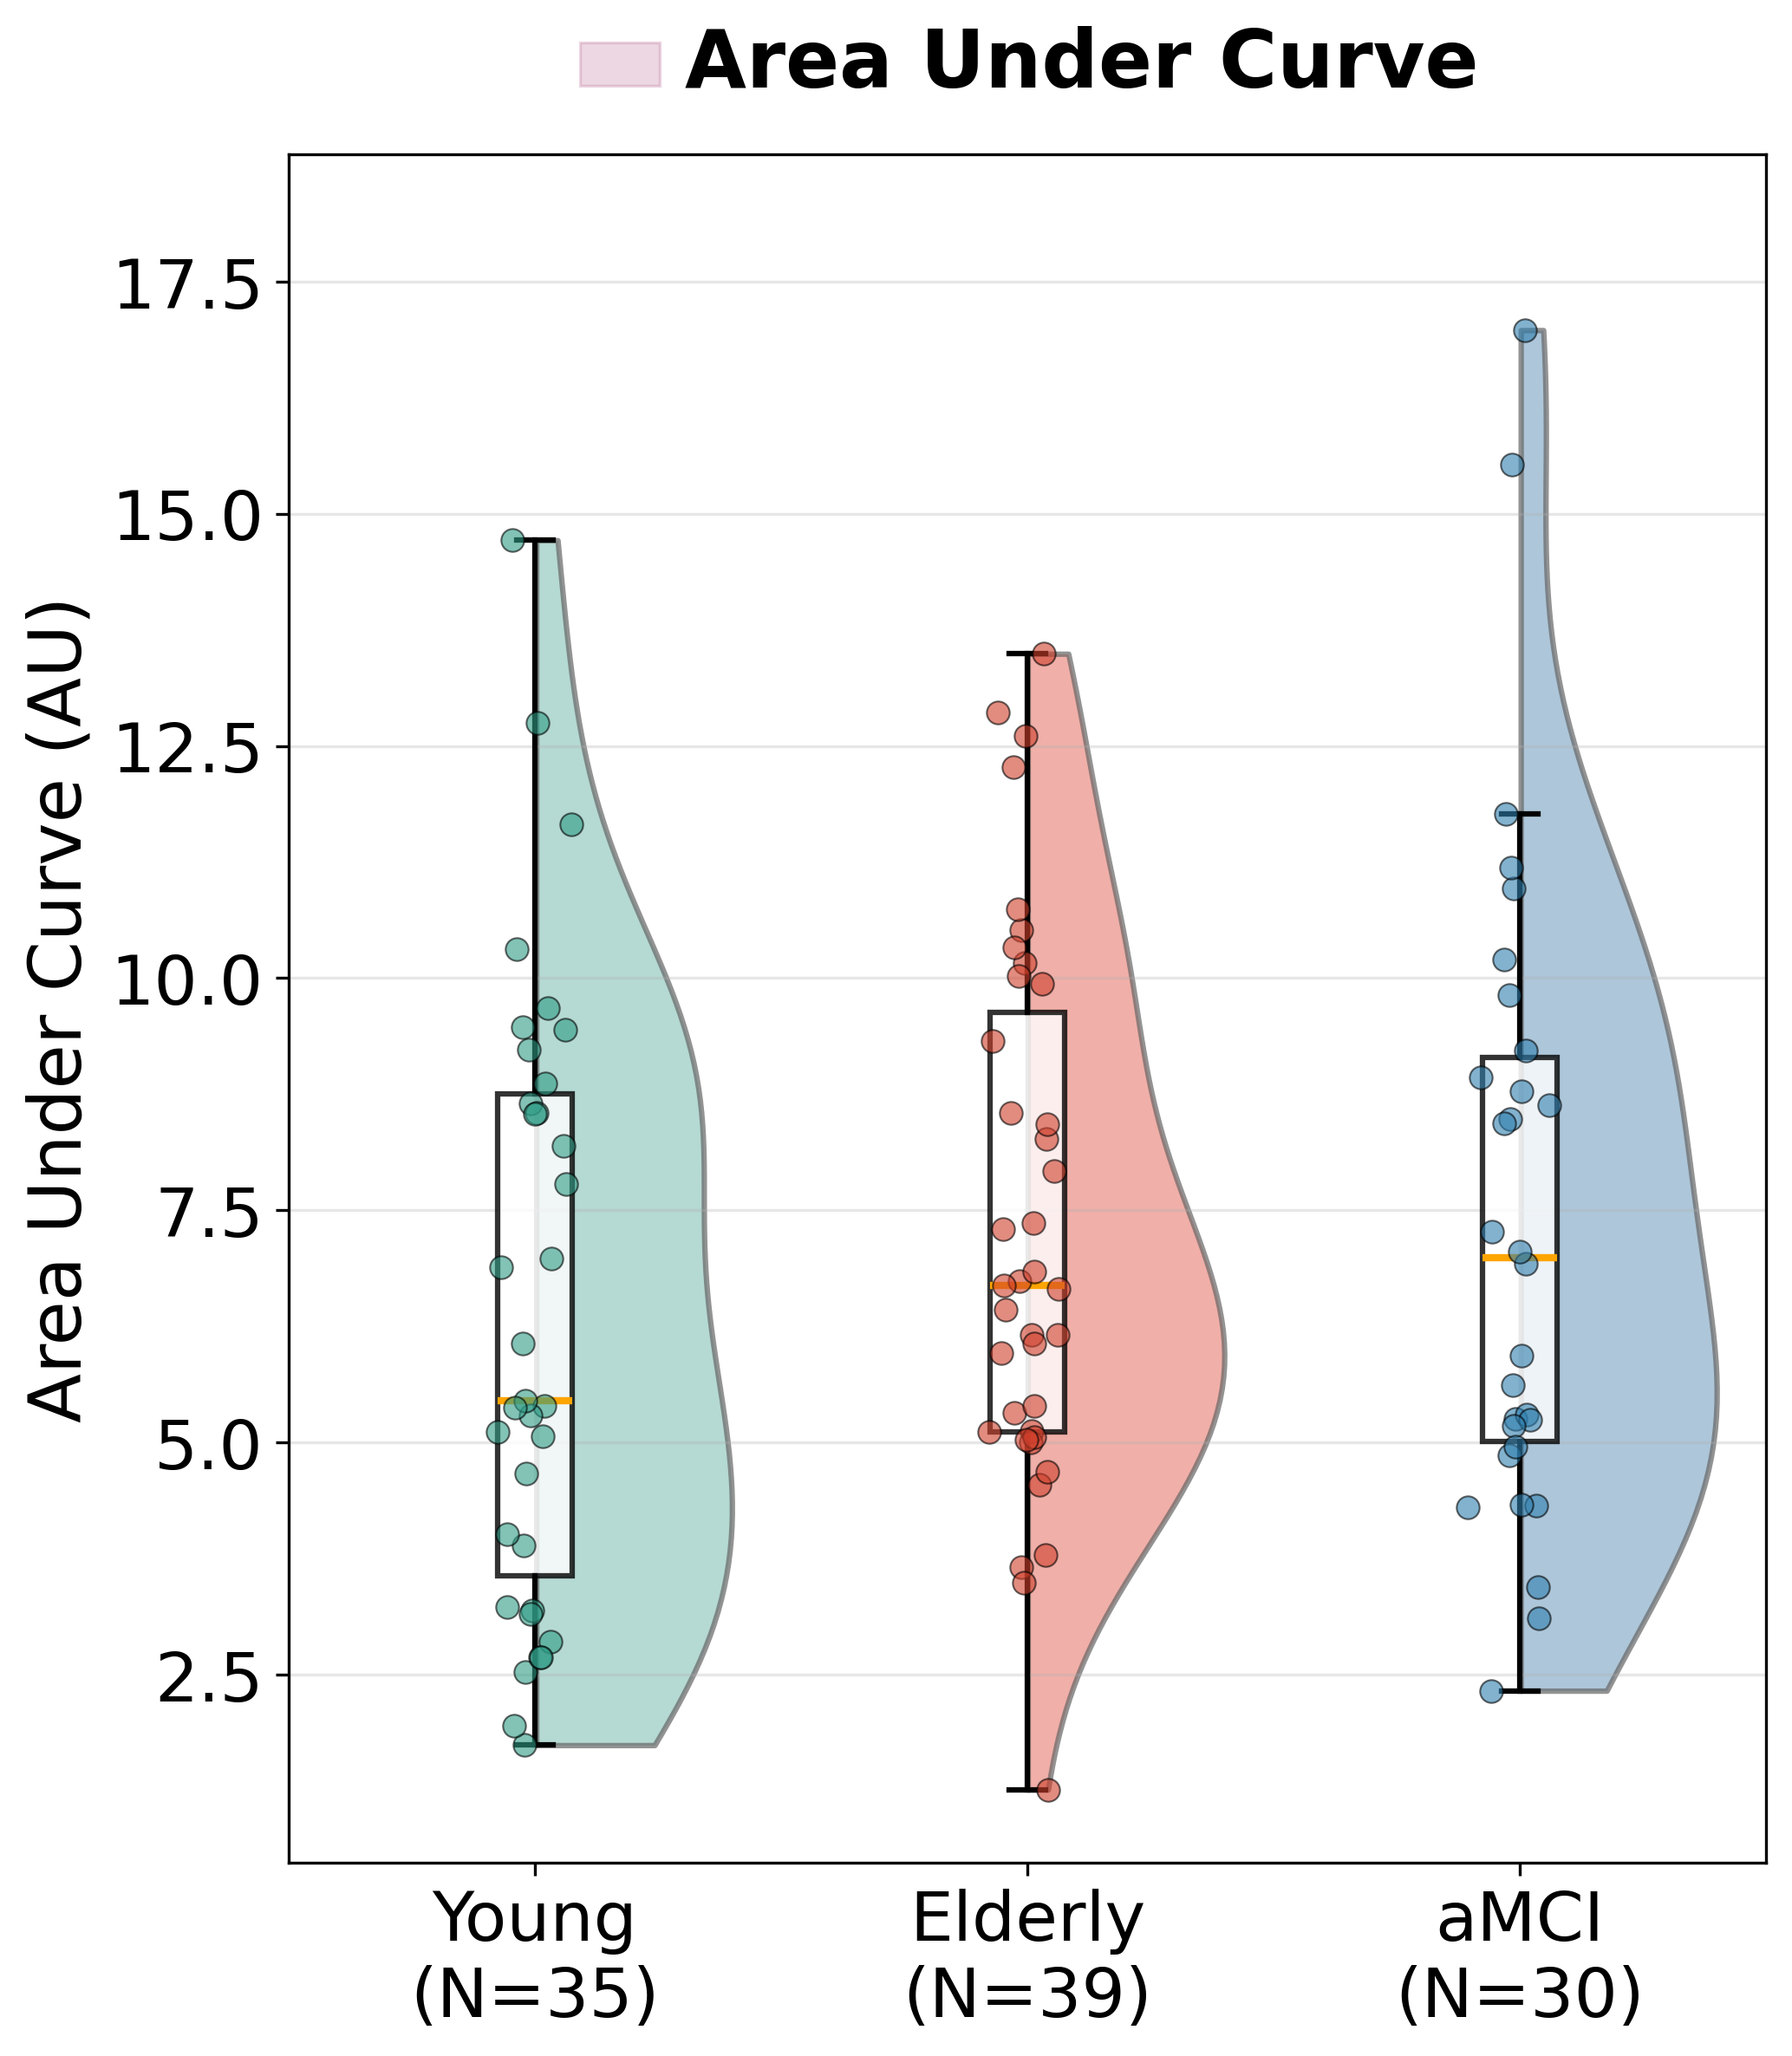 Area Under Curve
Area Under Curve (AU)
17.5
15.0
12.5
10.0
7.5
5.0
2.5
Young
(N=35)
Elderly
(N=39)
aMCI
(N=30)